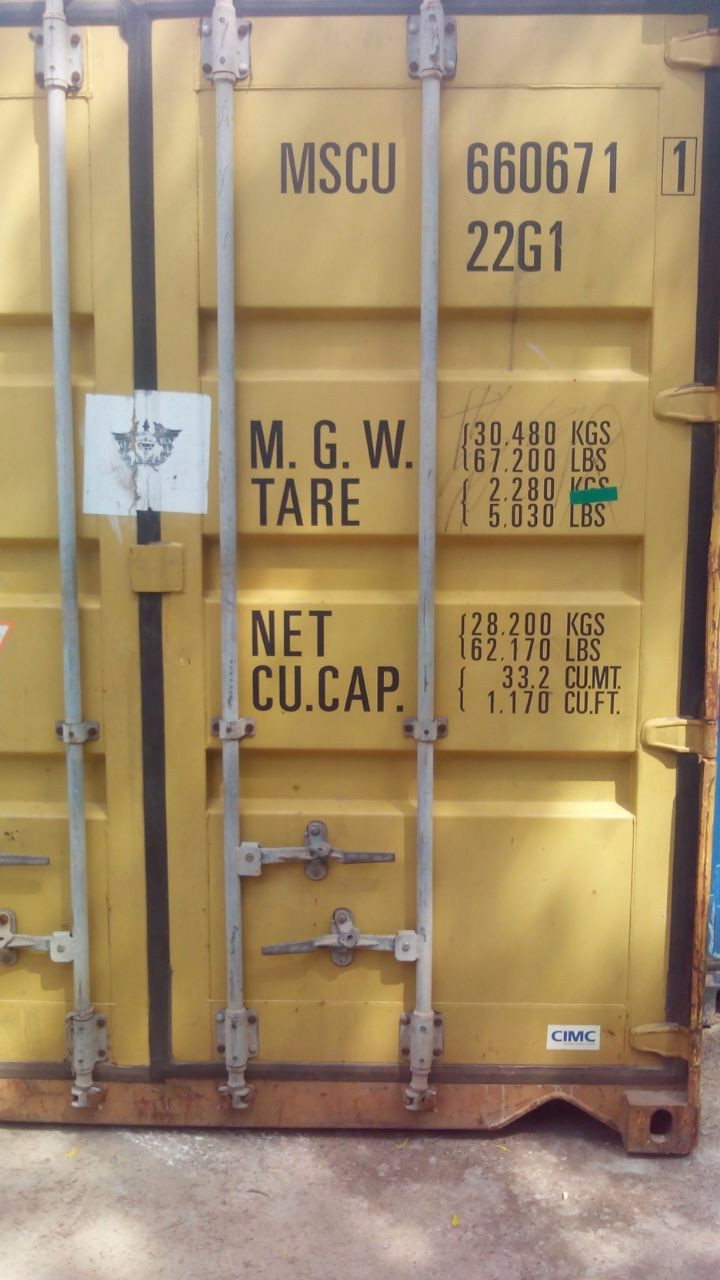 MSCU 660671 1
22G1
M. G. W. 30.480 KGS
67.200 LBS
TARE 2.280 KGS
5.030 LBS
NET 28.200 KGS
62.170 LBS
CU.CAP. 33.2 CU.MT.
1.170 CU.FT.
CIMC